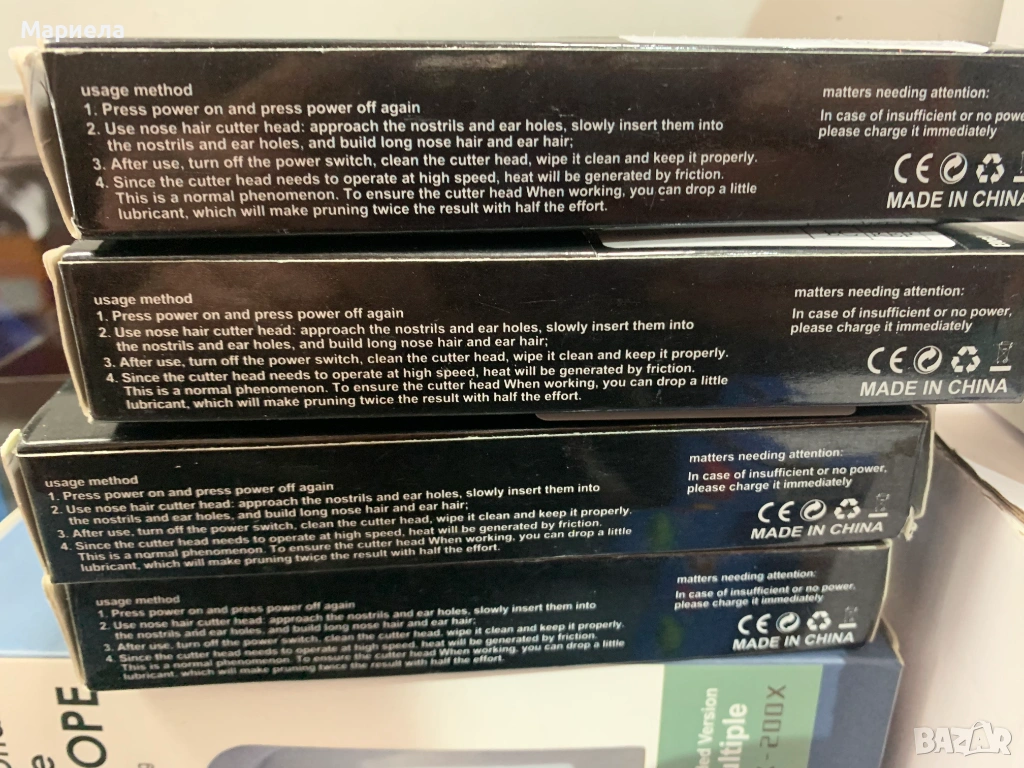 Мариела
usage method
1. Press power on and press power off again
2. Use nose hair cutter head: approach the nostrils and ear holes, slowly insert them into
the nostrils and ear holes, and build long nose hair and ear hair;
3. After use, turn off the power switch, clean the cutter head, wipe it clean and keep it properly.
4. Since the cutter head needs to operate at high speed, heat will be generated by friction.
This is a normal phenomenon. To ensure the cutter head When working, you can drop a little
lubricant, which will make pruning twice the result with half the effort.
matters needing attention:
In case of insufficient or no
please charge it immediately
CE
MADE IN CHINA
usage method
1. Press power on and press power off again
2. Use nose hair cutter head: approach the nostrils and ear holes, slowly insert them into
the nostrils and ear holes, and build long nose hair and ear hair;
3. After use, turn off the power switch, clean the cutter head, wipe it clean and keep it properly.
4. Since the cutter head needs to operate at high speed, heat will be generated by friction.
This is a normal phenomenon. To ensure the cutter head When working, you can drop a little
lubricant, which will make pruning twice the result with half the effort.
matters needing attention:
In case of insufficient or no power,
please charge it immediately
CE
MADE IN CHINA
usage method
1. Press power on and press power off again
2. Use nose hair cutter head: approach the nostrils and ear holes, slowly insert them into
the nostrils and ear holes, and build long nose hair and ear hair;
3. After use, turn off the power switch, clean the cutter head, wipe it clean and keep it properly.
4. Since the cutter head needs to operate at high speed, heat will be generated by friction.
This is a normal phenomenon. To ensure the cutter head When working, you can drop a little
lubricant, which will make pruning twice the result with half the effort.
matters needing attention:
In case of insufficient or no power,
please charge it immediately
CE
MADE IN CHINA
usage method
1. Press power on and press power off again
2. Use nose hair cutter head: approach the nostrils and ear holes, slowly insert them into
the nostrils and ear holes, and build long nose hair and ear hair;
3. After use, turn off the power switch, clean the cutter head, wipe it clean and keep it properly.
4. Since the cutter head needs to operate at high speed, heat will be generated by friction.
This is a normal phenomenon. To ensure the cutter head When working, you can drop a little
lubricant, which will make pruning twice the result with half the effort.
matters needing attention:
In case of insufficient or no power,
please charge it immediately
CE
MADE IN CHINA
OPE
Version
-200X
BAZAR